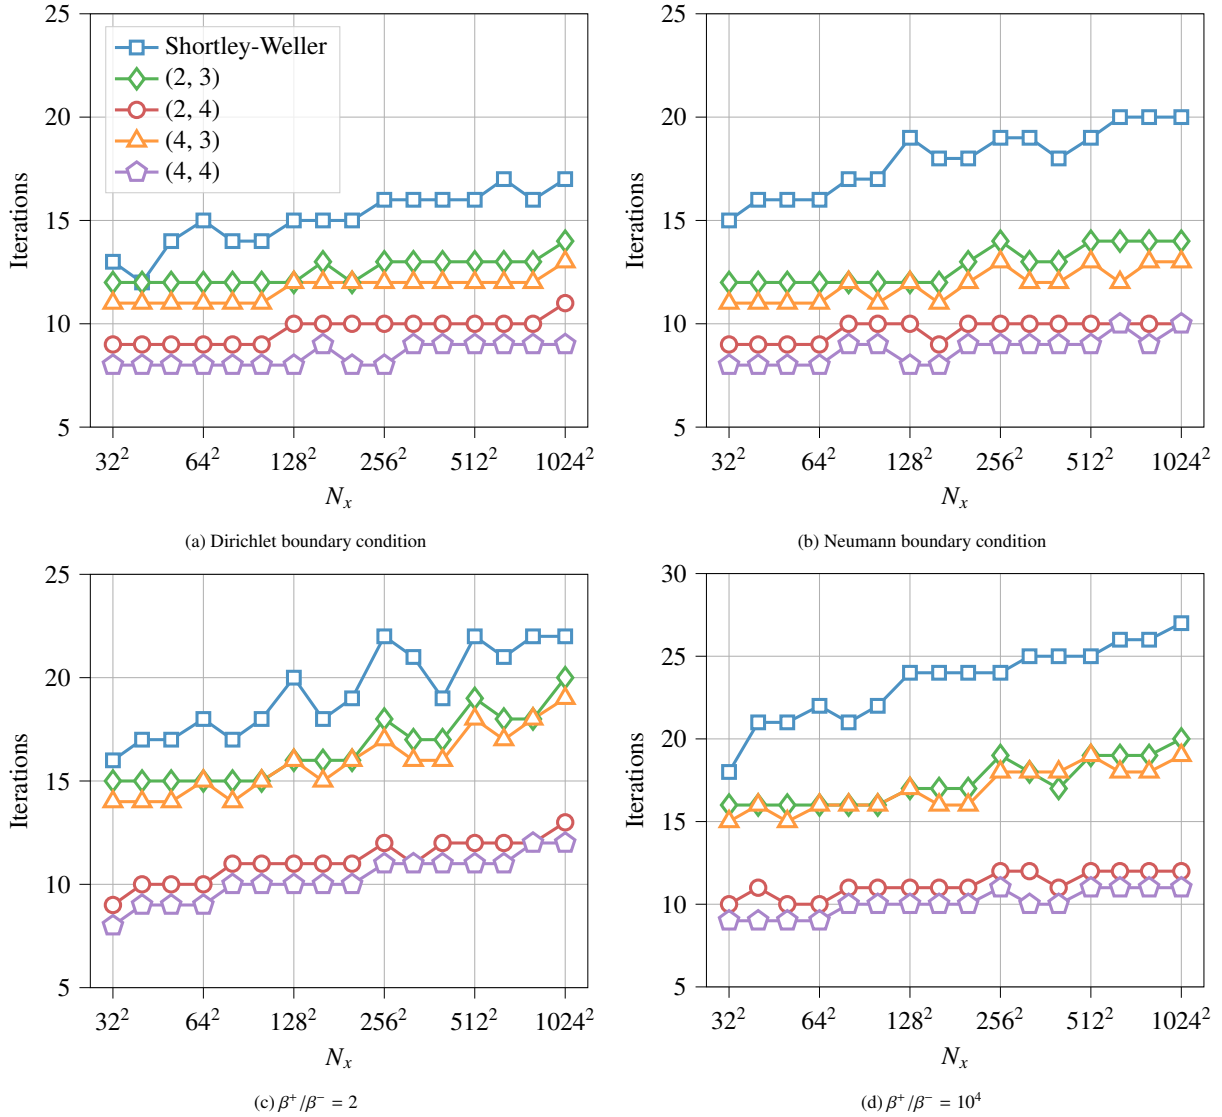 25
20
15
10
5
Iterations
Shortley-Weller
(2, 3)
(2, 4)
(4, 3)
(4, 4)
32² 64² 128² 256² 512² 1024²
Nₓ
(a) Dirichlet boundary condition
25
20
15
10
5
Iterations
32² 64² 128² 256² 512² 1024²
Nₓ
(b) Neumann boundary condition
25
20
15
10
5
Iterations
32² 64² 128² 256² 512² 1024²
Nₓ
(c) β⁺/β⁻ = 2
30
25
20
15
10
5
Iterations
32² 64² 128² 256² 512² 1024²
Nₓ
(d) β⁺/β⁻ = 10⁴